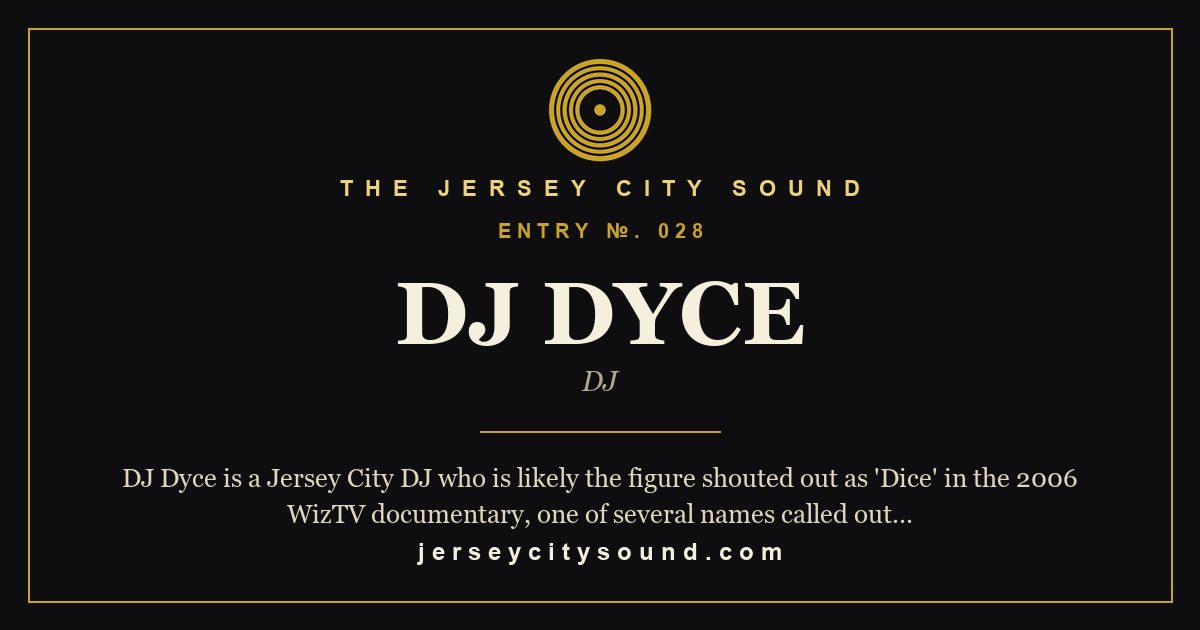 THE JERSEY CITY SOUND
ENTRY №. 028
DJ DYCE
DJ
DJ Dyce is a Jersey City DJ who is likely the figure shouted out as 'Dice' in the 2006
WizTV documentary, one of several names called out...
jerseycitysound.com